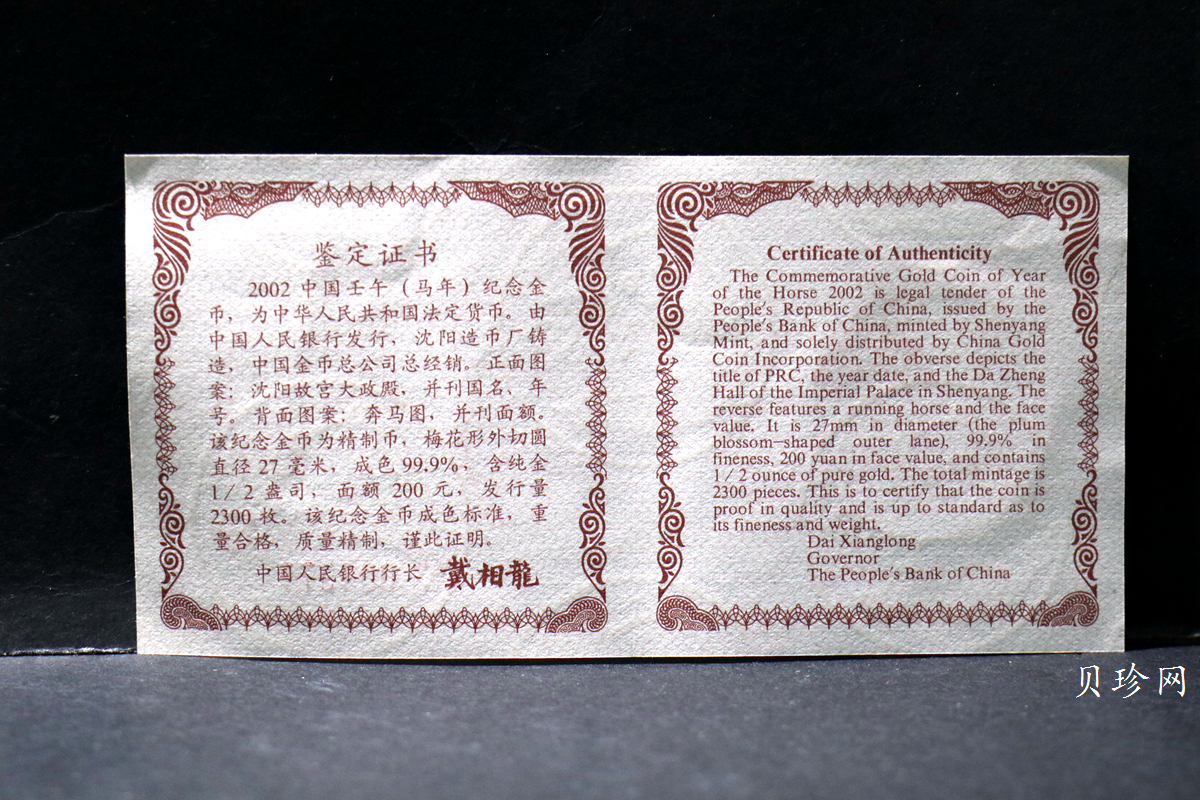 鉴定证书
2002 中国壬午（马年）纪念金
币，为中华人民共和国法定货币。由
中国人民银行发行，沈阳造币厂铸
造，中国金币总公司总经销。正面图
案：沈阳故宫大政殿，并刊国名、年
号。背面图案：奔马图，并刊面额。
该纪念金币为精制币，梅花形外切圆
直径 27 毫米，成色 99.9%，含纯金
1/2 盎司，面额 200 元，发行量
2300 枚。该纪念金币成色标准，重
量合格，质量精制，谨此证明。
中国人民银行行长 戴相龍
Certificate of Authenticity
The Commemorative Gold Coin of Year
of the Horse 2002 is legal tender of the
People's Republic of China, issued by the
People's Bank of China, minted by Shenyang
Mint, and solely distributed by China Gold
Coin Incorporation. The obverse depicts the
title of PRC, the year date, and the Da Zheng
Hall of the Imperial Palace in Shenyang. The
reverse features a running horse and the face
value. It is 27mm in diameter (the plum
blossom-shaped outer lane), 99.9% in
fineness, 200 yuan in face value, and contains
1/2 ounce of pure gold. The total mintage is
2300 pieces. This is to certify that the coin is
proof in quality and is up to standard as to
its fineness and weight.
Dai Xianglong
Governor
The People's Bank of China
贝珍网